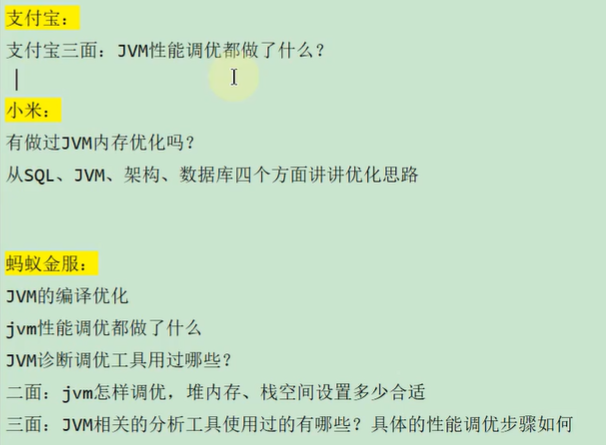 支付宝：
支付宝三面：JVM性能调优都做了什么？
小米：
有做过JVM内存优化吗？
从SQL、JVM、架构、数据库四个方面讲讲优化思路
蚂蚁金服：
JVM的编译优化
jvm性能调优都做了什么
JVM诊断调优工具用过哪些？
二面：jvm怎样调优，堆内存、栈空间设置多少合适
三面：JVM相关的分析工具使用过的有哪些？具体的性能调优步骤如何